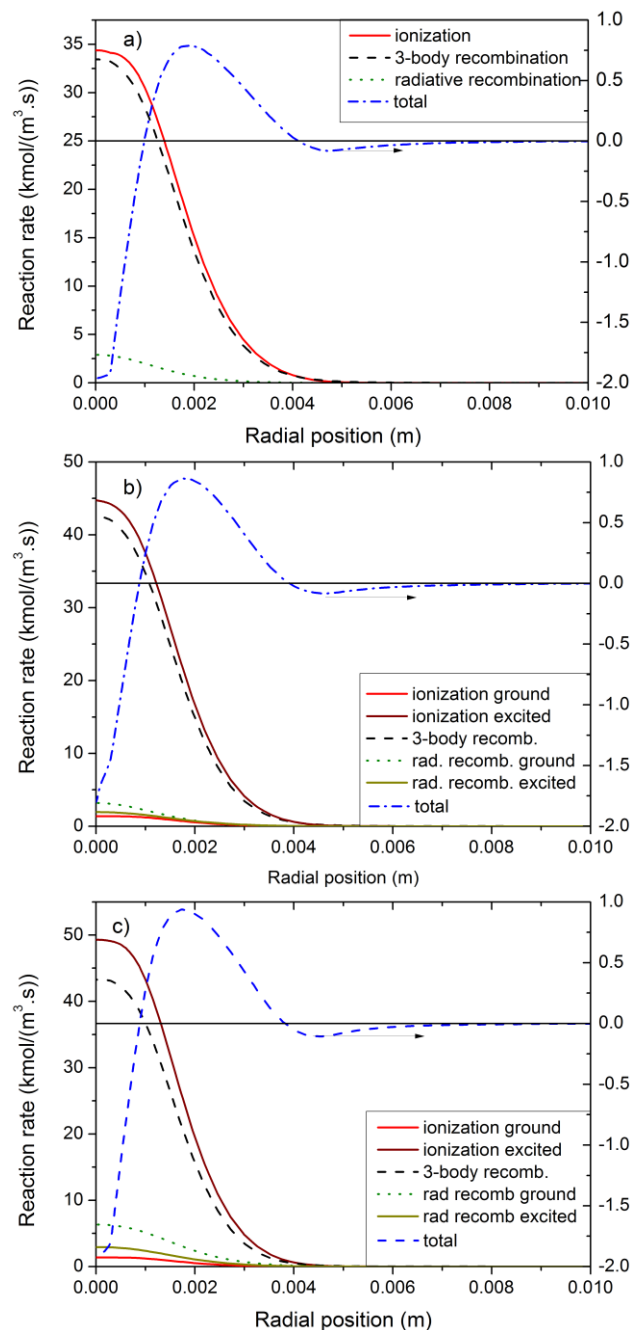 a)
ionization
3-body recombination
radiative recombination
total
Reaction rate (kmol/(m³.s))
35
30
25
20
15
10
5
0
1.0
0.5
0.0
-0.5
-1.0
-1.5
-2.0
0.000 0.002 0.004 0.006 0.008 0.010
Radial position (m)
b)
Reaction rate (kmol/(m³.s))
50
40
30
20
10
0
1.0
0.5
0.0
-0.5
-1.0
-1.5
-2.0
ionization ground
ionization excited
3-body recomb.
rad. recomb. ground
rad. recomb. excited
total
0.000 0.002 0.004 0.006 0.008 0.010
Radial position (m)
c)
Reaction rate (kmol/(m³.s))
50
40
30
20
10
0
1.0
0.5
0.0
-0.5
-1.0
-1.5
-2.0
ionization ground
ionization excited
3-body recomb.
rad recomb ground
rad recomb excited
total
0.000 0.002 0.004 0.006 0.008 0.010
Radial position (m)